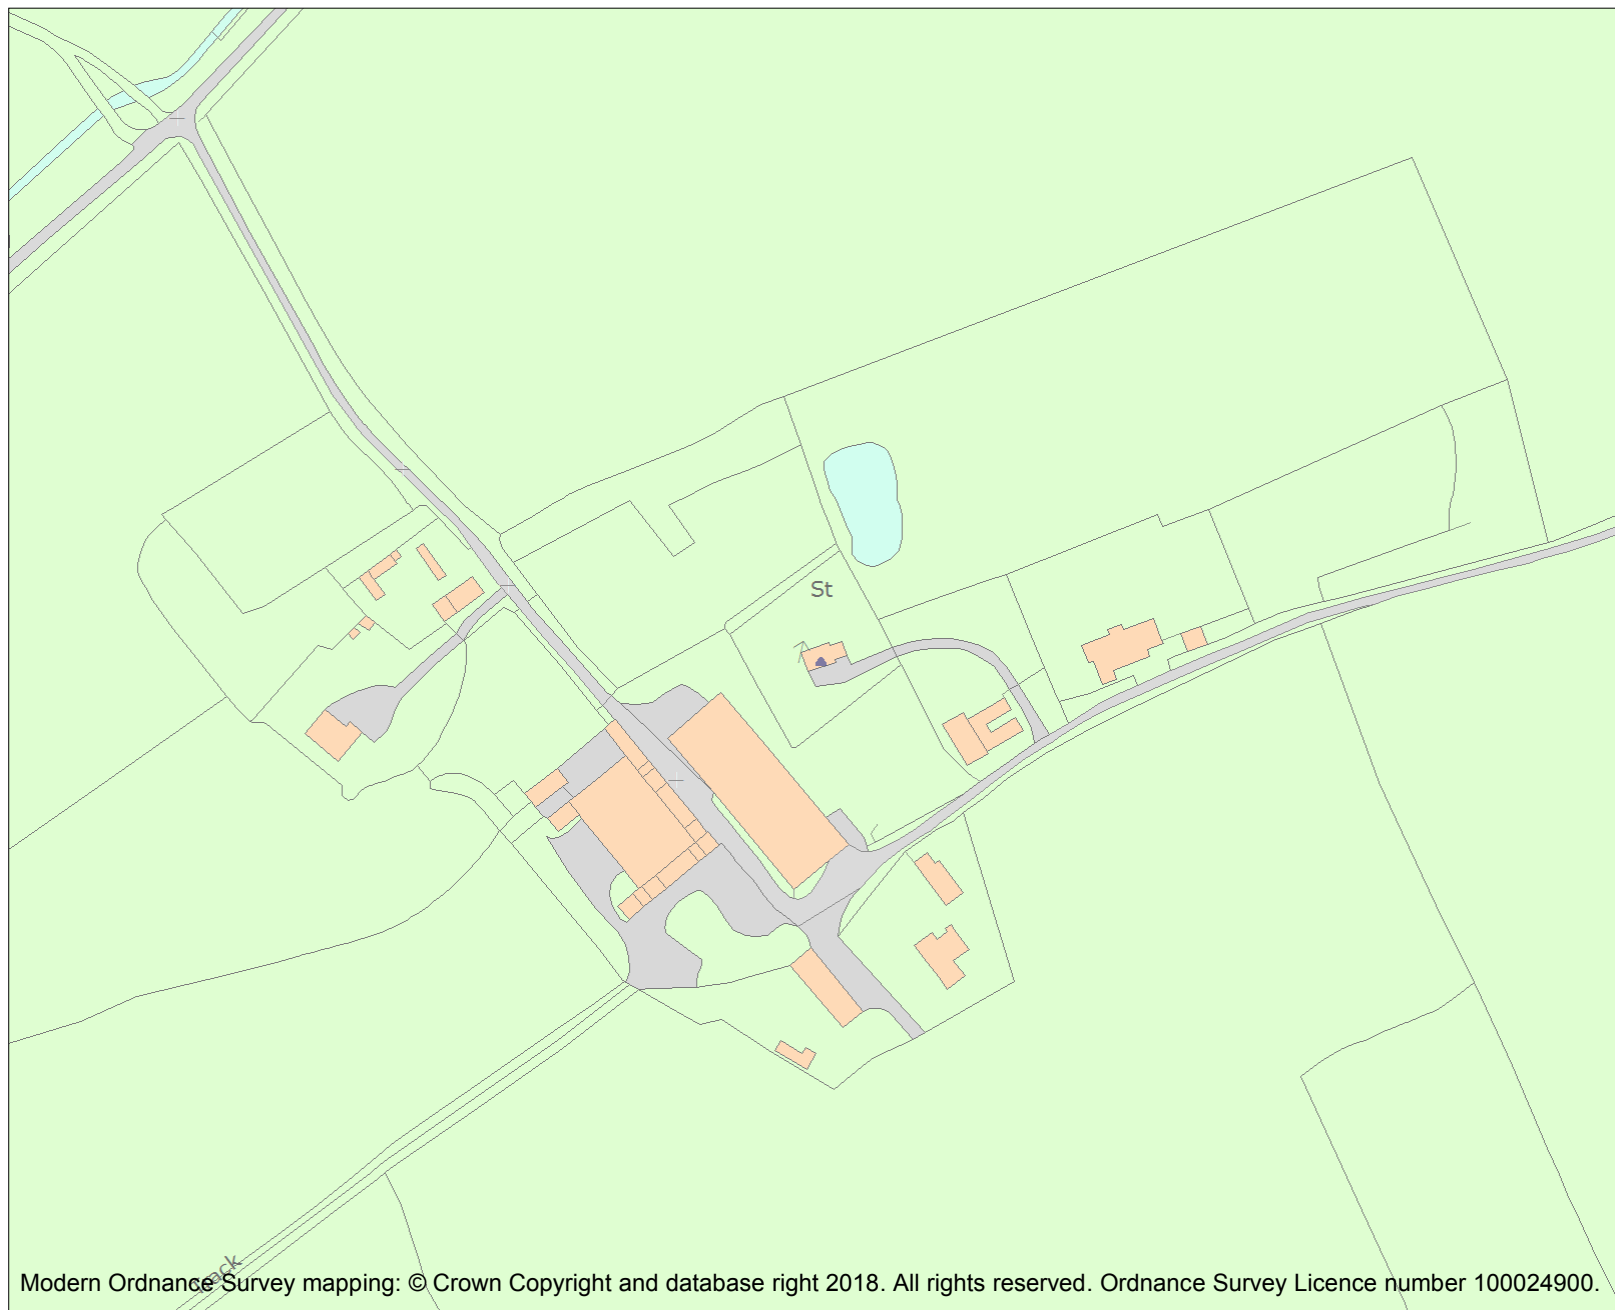 St
Track
Modern Ordnance Survey mapping: © Crown Copyright and database right 2018. All rights reserved. Ordnance Survey Licence number 100024900.